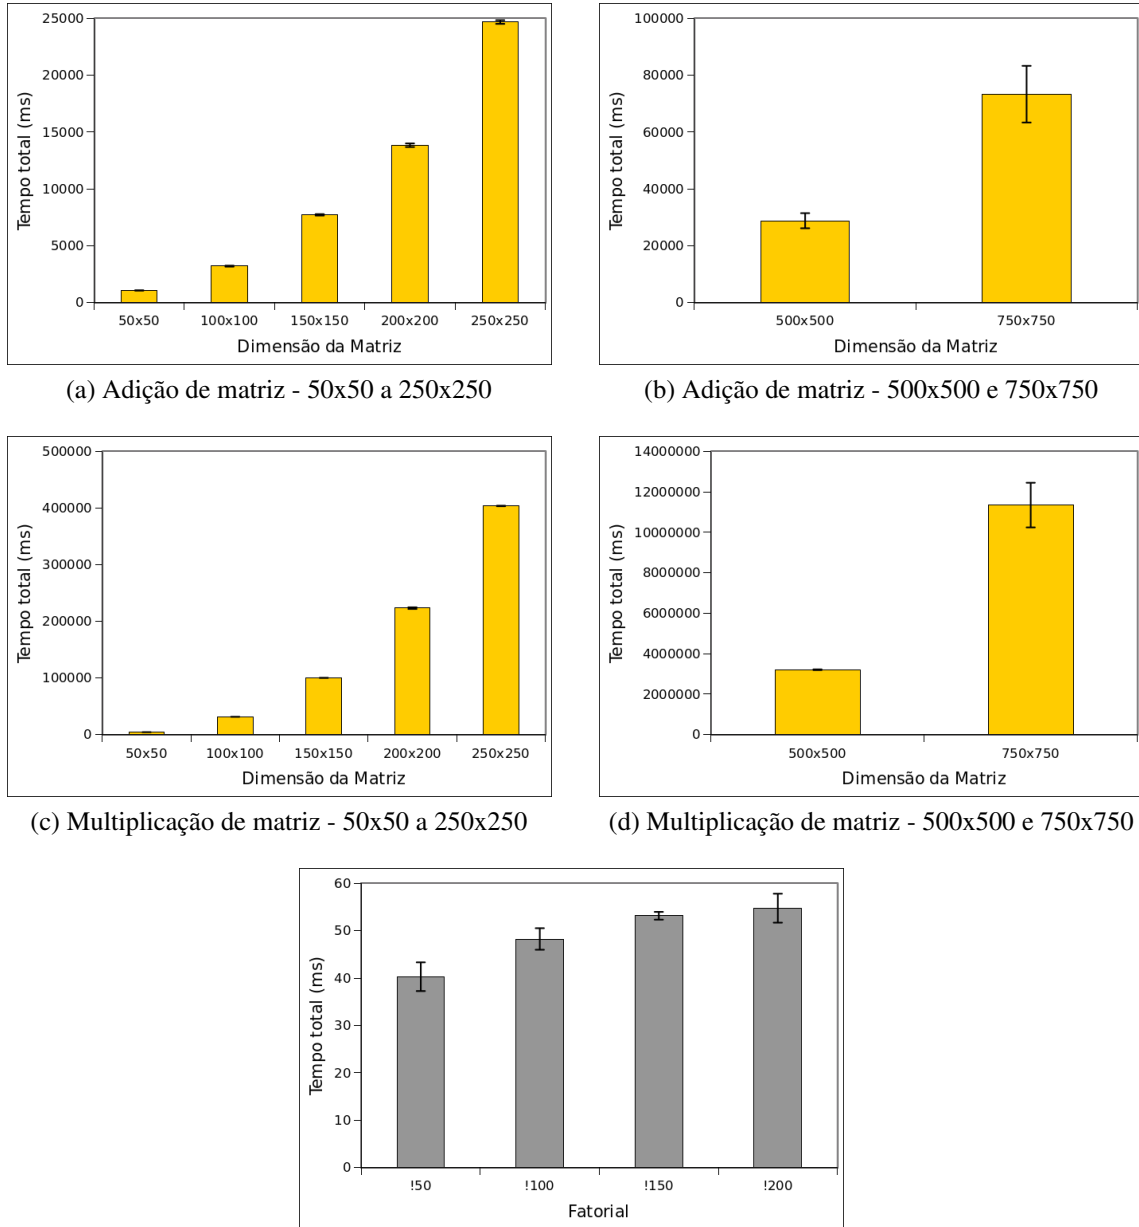 25000
20000
15000
10000
5000
0
Tempo total (ms)
50x50 100x100 150x150 200x200 250x250
Dimensão da Matriz
(a) Adição de matriz - 50x50 a 250x250
100000
80000
60000
40000
20000
0
Tempo total (ms)
500x500 750x750
Dimensão da Matriz
(b) Adição de matriz - 500x500 e 750x750
500000
400000
300000
200000
100000
0
Tempo total (ms)
50x50 100x100 150x150 200x200 250x250
Dimensão da Matriz
(c) Multiplicação de matriz - 50x50 a 250x250
14000000
12000000
10000000
8000000
6000000
4000000
2000000
0
Tempo total (ms)
500x500 750x750
Dimensão da Matriz
(d) Multiplicação de matriz - 500x500 e 750x750
60
50
40
30
20
10
0
Tempo total (ms)
!50 !100 !150 !200
Fatorial